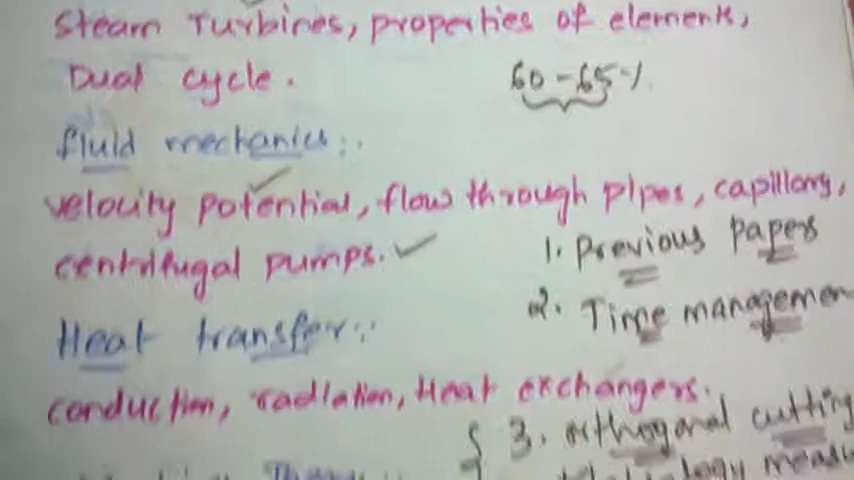 Steam Turbines, properties of elements,
Dual cycle.
60-65%
fluid mechanics:.
velocity potential, flow through pipes, capillary,
centrifugal pumps.
1. Previous papers
2. Time managemen
Heat transfer:.
conduction, radiation, Heat exchangers.
3. orthogonal cutting